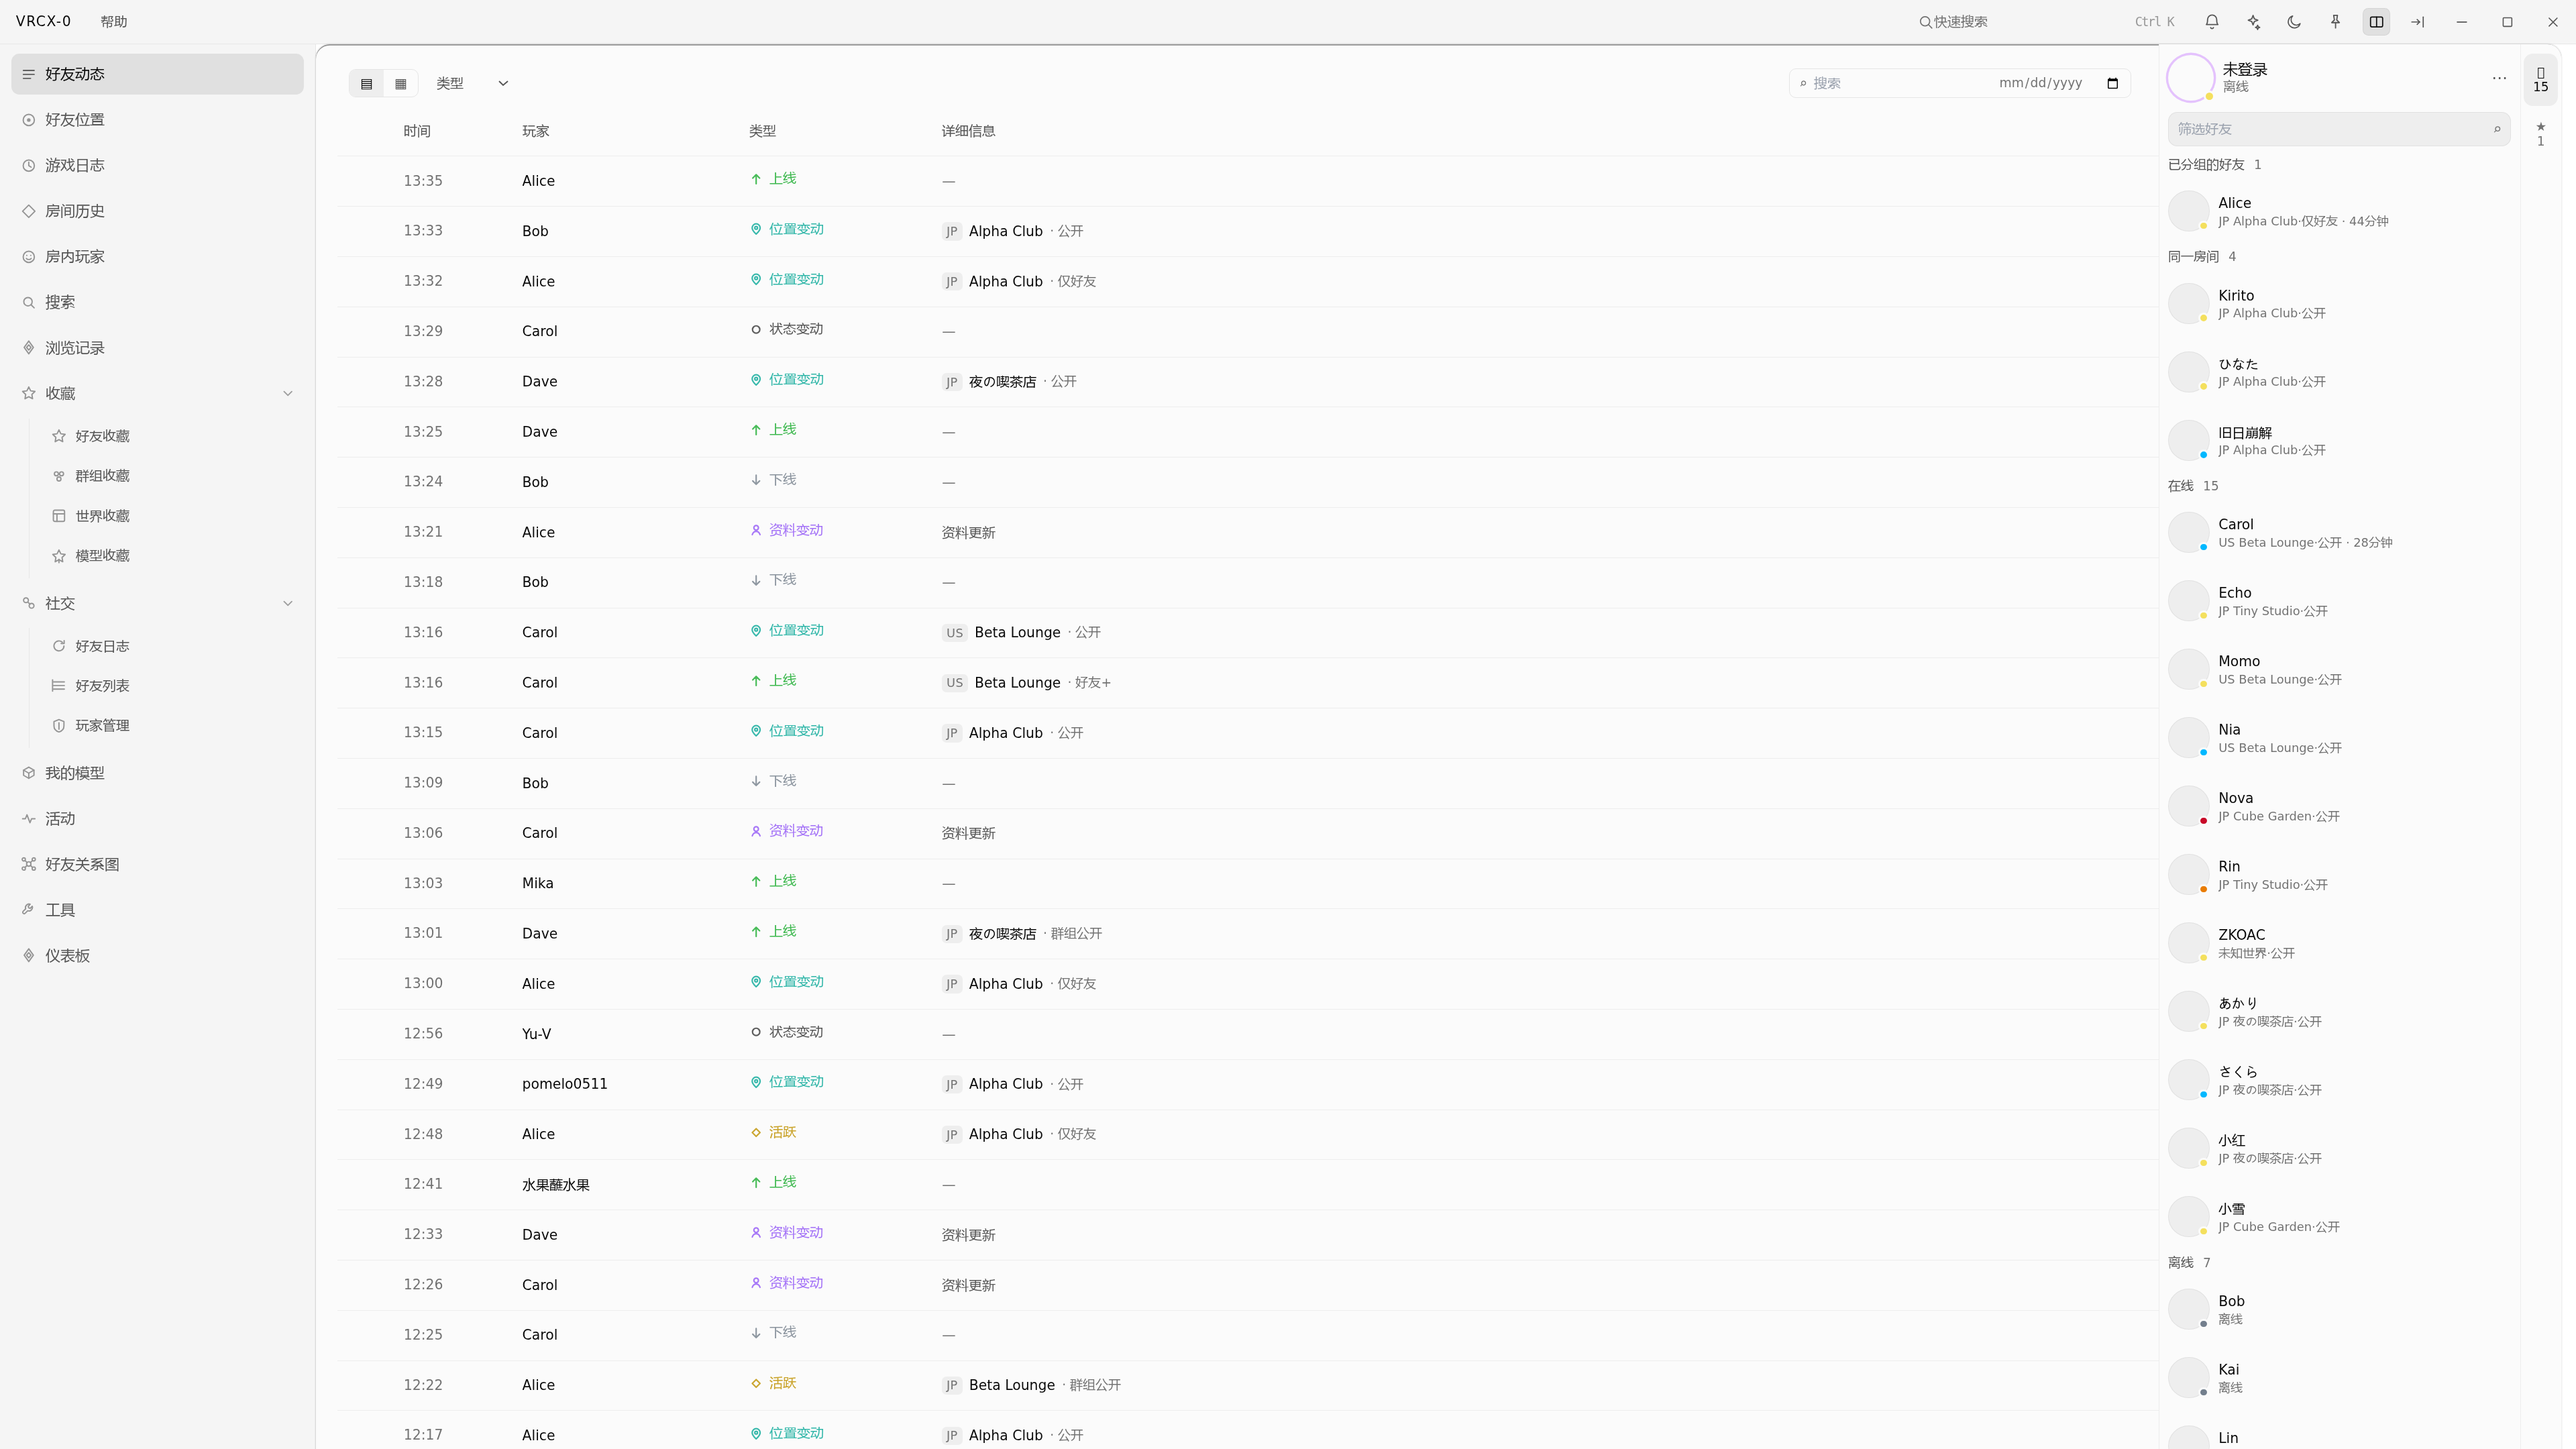 VRCX-0 帮助 快速搜索 Ctrl K
好友动态
好友位置
游戏日志
房间历史
房内玩家
搜索
浏览记录
收藏
好友收藏
群组收藏
世界收藏
模型收藏
社交
好友日志
好友列表
玩家管理
我的模型
活动
好友关系图
工具
仪表板
类型 搜索 mm/dd/yyyy
时间 玩家 类型 详细信息
13:35 Alice 上线 —
13:33 Bob 位置变动 JP Alpha Club · 公开
13:32 Alice 位置变动 JP Alpha Club · 仅好友
13:29 Carol 状态变动 —
13:28 Dave 位置变动 JP 夜の喫茶店 · 公开
13:25 Dave 上线 —
13:24 Bob 下线 —
13:21 Alice 资料变动 资料更新
13:18 Bob 下线 —
13:16 Carol 位置变动 US Beta Lounge · 公开
13:16 Carol 上线 US Beta Lounge · 好友+
13:15 Carol 位置变动 JP Alpha Club · 公开
13:09 Bob 下线 —
13:06 Carol 资料变动 资料更新
13:03 Mika 上线 —
13:01 Dave 上线 JP 夜の喫茶店 · 群组公开
13:00 Alice 位置变动 JP Alpha Club · 仅好友
12:56 Yu-V 状态变动 —
12:49 pomelo0511 位置变动 JP Alpha Club · 公开
12:48 Alice 活跃 JP Alpha Club · 仅好友
12:41 水果蘸水果 上线 —
12:33 Dave 资料变动 资料更新
12:26 Carol 资料变动 资料更新
12:25 Carol 下线 —
12:22 Alice 活跃 JP Beta Lounge · 群组公开
12:17 Alice 位置变动 JP Alpha Club · 公开
未登录
离线
筛选好友
已分组的好友 1
Alice
JP Alpha Club·仅好友 · 44分钟
同一房间 4
Kirito
JP Alpha Club·公开
ひなた
JP Alpha Club·公开
旧日崩解
JP Alpha Club·公开
在线 15
Carol
US Beta Lounge·公开 · 28分钟
Echo
JP Tiny Studio·公开
Momo
US Beta Lounge·公开
Nia
US Beta Lounge·公开
Nova
JP Cube Garden·公开
Rin
JP Tiny Studio·公开
ZKOAC
未知世界·公开
あかり
JP 夜の喫茶店·公开
さくら
JP 夜の喫茶店·公开
小红
JP 夜の喫茶店·公开
小雪
JP Cube Garden·公开
离线 7
Bob
离线
Kai
离线
Lin
15
★
1